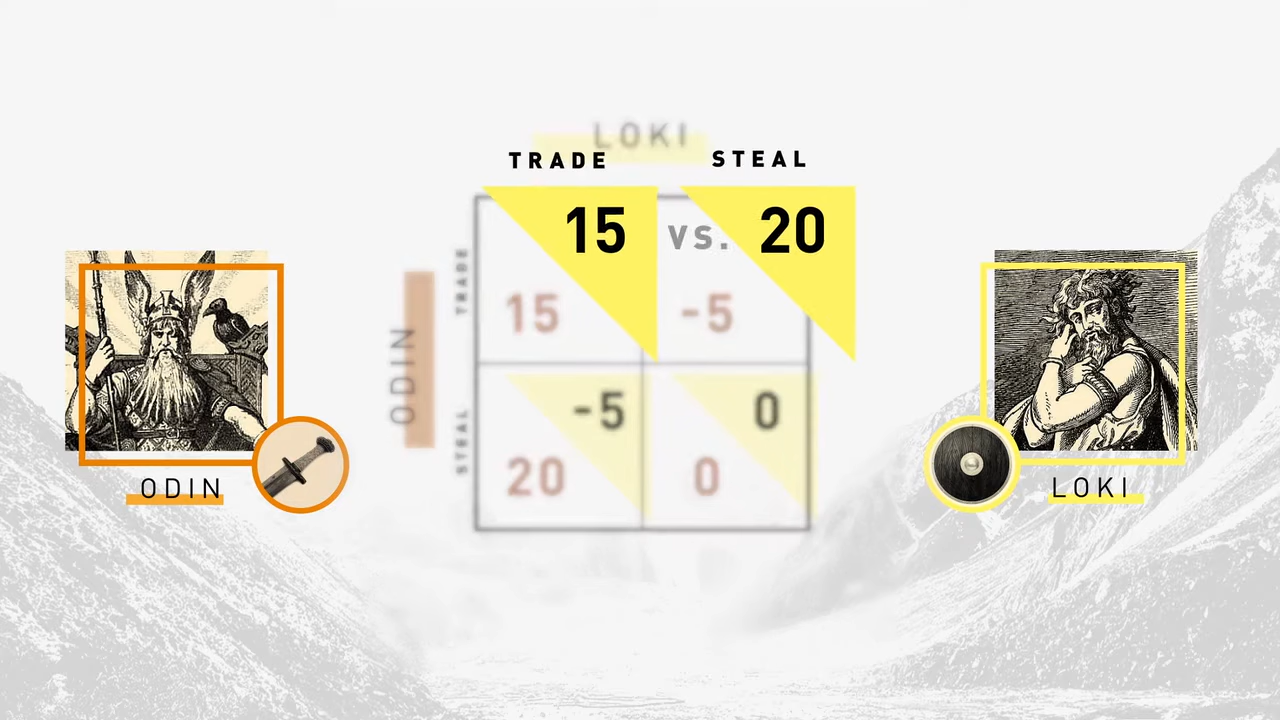 LOKI
TRADE STEAL
15 vs. 20
TRADE
15 -5
ODIN
-5 0
STEAL
20 0
ODIN
LOKI